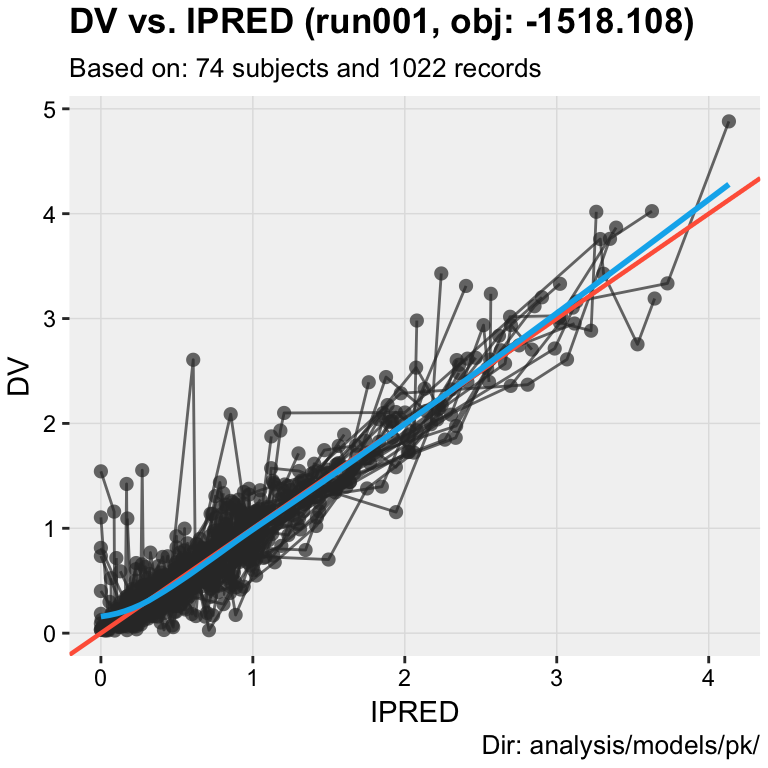 DV vs. IPRED (run001, obj: -1518.108)
Based on: 74 subjects and 1022 records
5
4
3
2
1
0
DV
0 1 2 3 4
IPRED
Dir: analysis/models/pk/